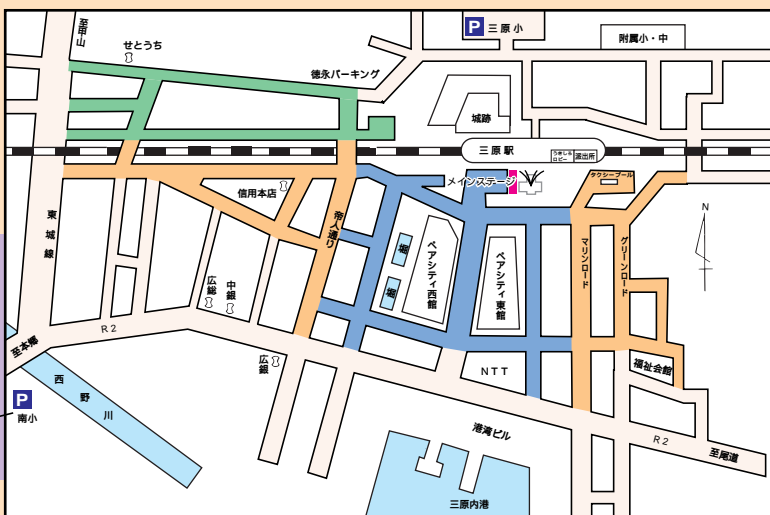 至甲山
せとうち
徳永パーキング
P 三原小
附属小・中
城跡
三原駅
うきしろ
ロビー
派出所
メインステージ
タクシープール
信用本店
帝人通り
東城線
広総
中銀
ペアシティ西館
ペアシティ東館
マリンロード
グリーンロード
N
R2
至本郷
広銀
NTT
福祉会館
西野川
P
南小
港湾ビル
R2
至尾道
三原内港